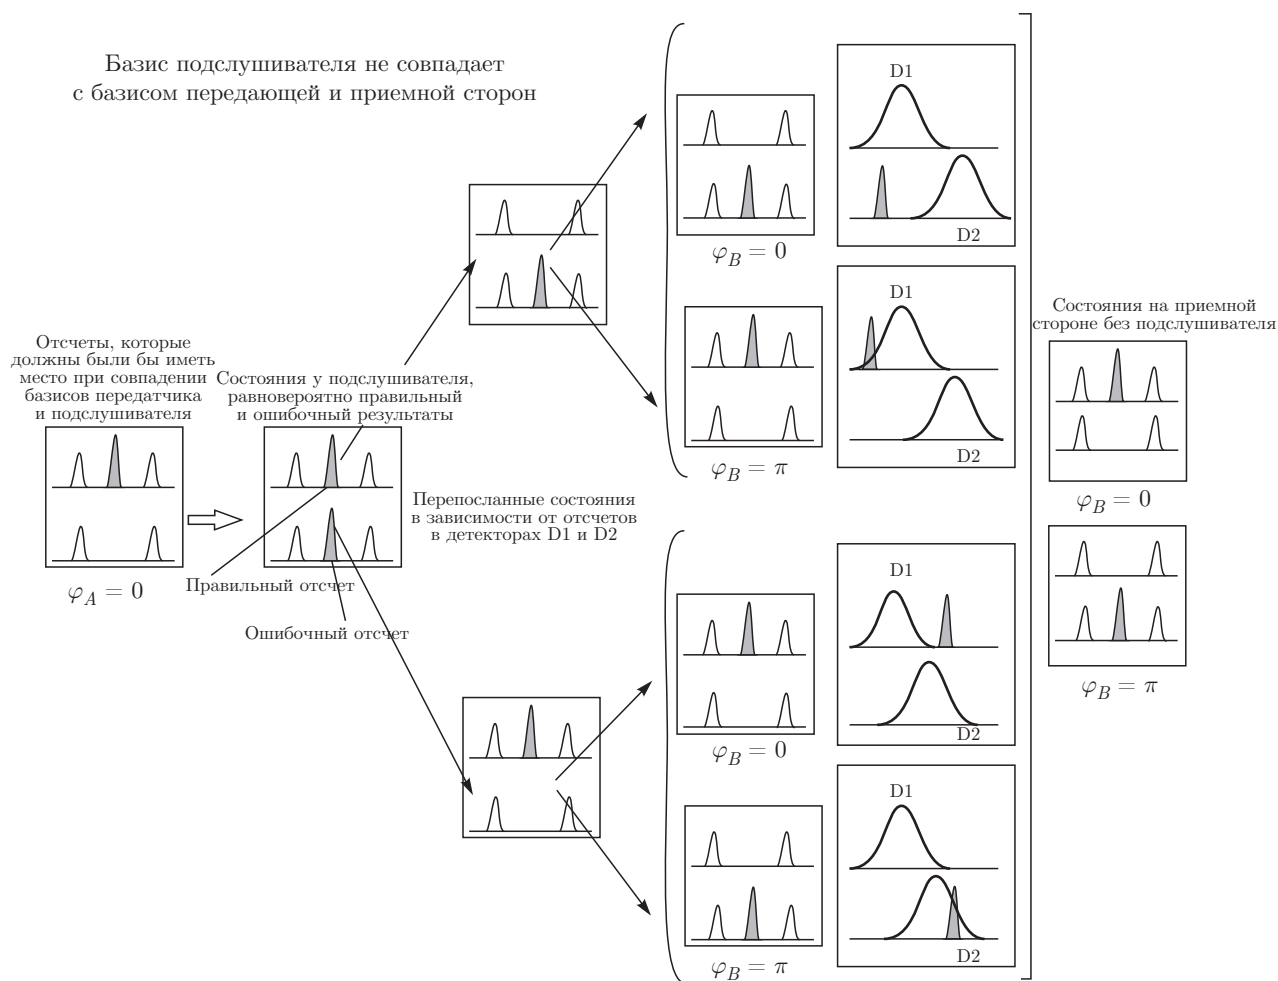 Базис подслушивателя не совпадает
с базисом передающей и приемной сторон
Отсчеты, которые
должны были бы иметь
место при совпадении
базисов передатчика
и подслушивателя
φA = 0
Состояния у подслушивателя,
равновероятно правильный
и ошибочный результаты
Правильный отсчет
Ошибочный отсчет
Перепосланные состояния
в зависимости от отсчетов
в детекторах D1 и D2
φB = 0
D1
D2
φB = π
D1
D2
φB = 0
D1
D2
φB = π
D1
D2
Состояния на приемной
стороне без подслушивателя
φB = 0
φB = π